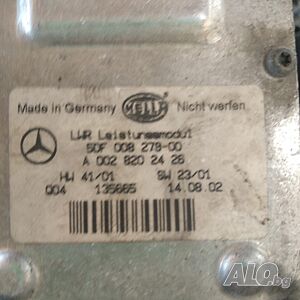 Made in Germany HELLA Nicht werfen
LWR Leistungsmodul
5DF 008 279-00
A 002 820 24 26
HW 41/01 SW 23/01
004 135665 14.08.02
ALO.bg